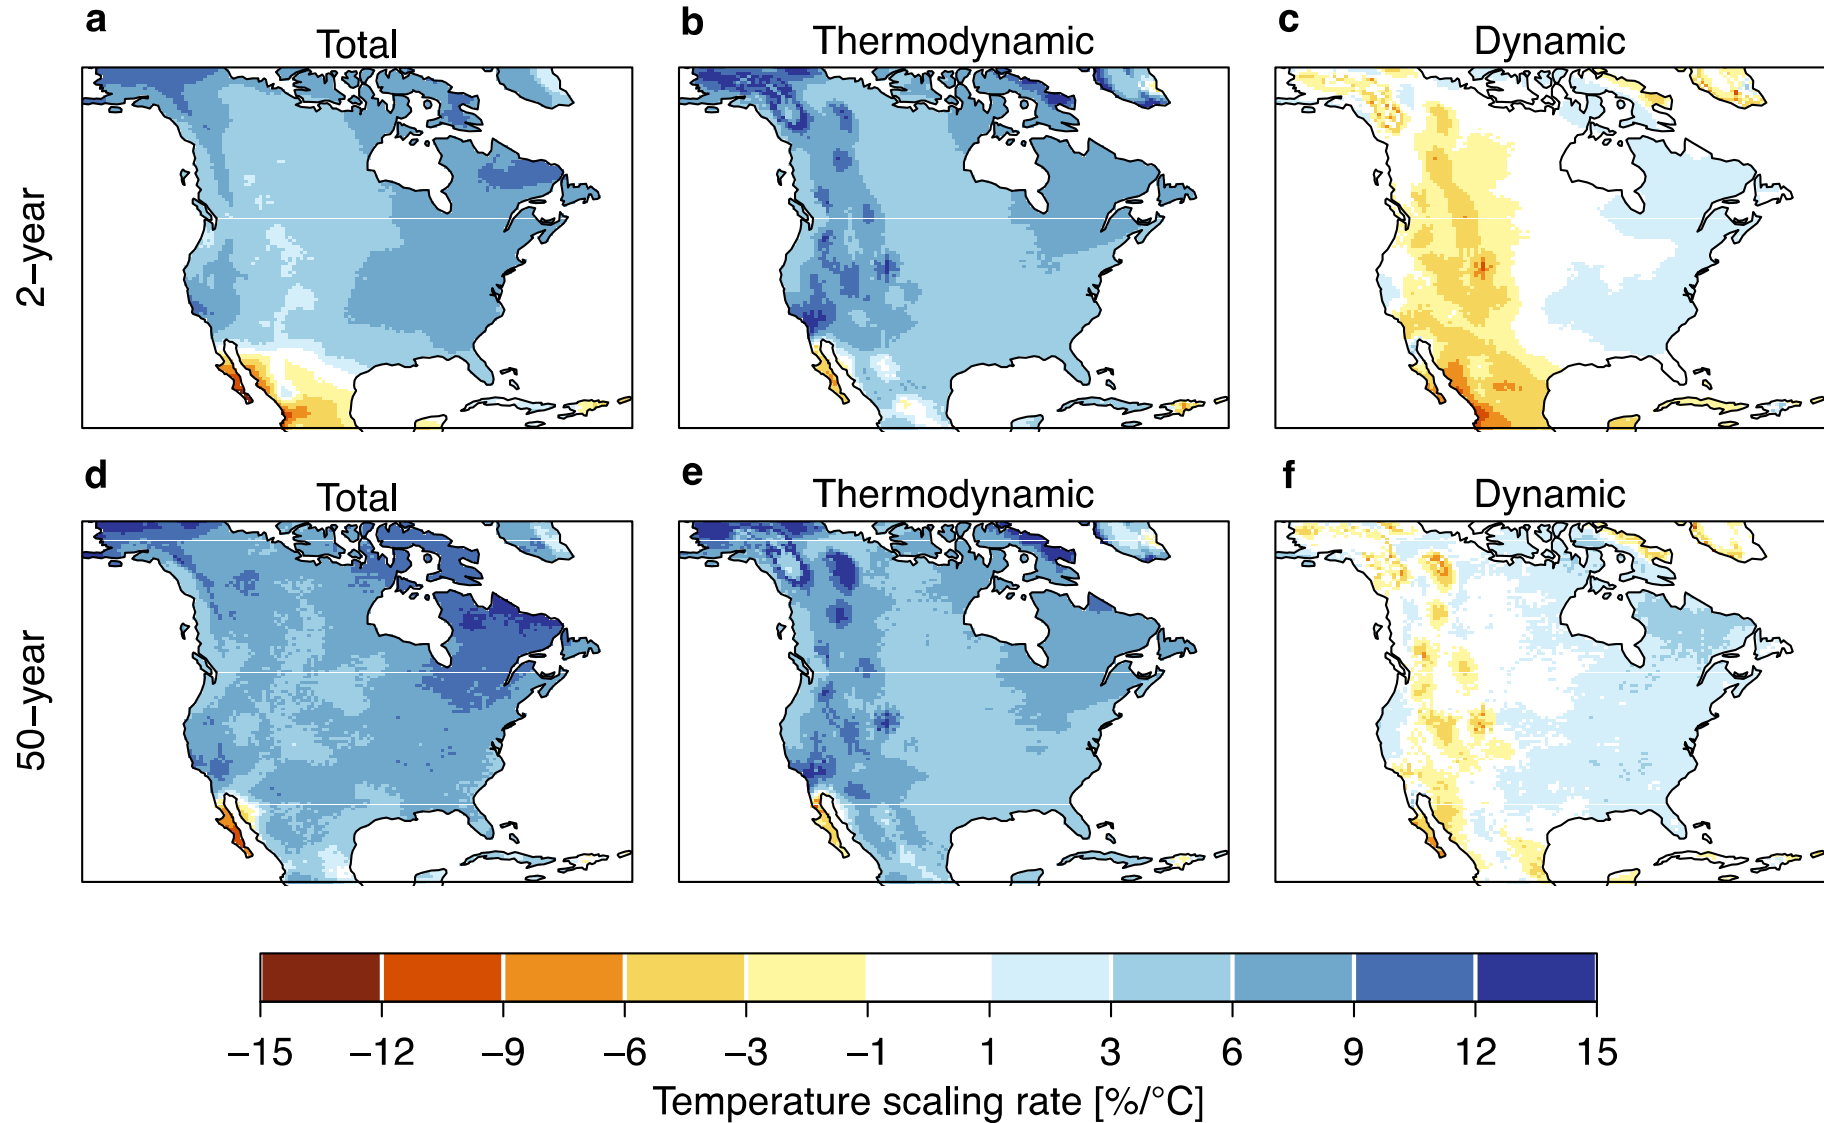 a
Total
b
Thermodynamic
c
Dynamic
2−year
d
Total
e
Thermodynamic
f
Dynamic
50−year
−15 −12 −9 −6 −3 −1 1 3 6 9 12 15
Temperature scaling rate [%/°C]